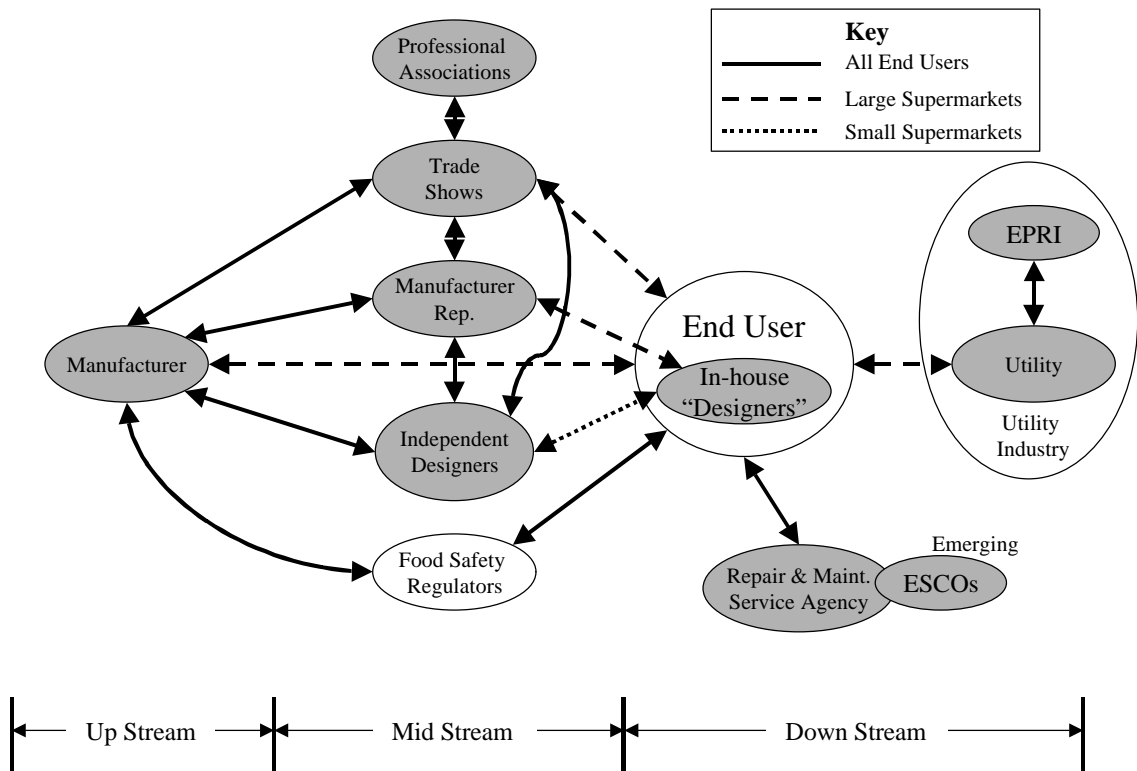 Professional
Associations
Key
All End Users
Large Supermarkets
Small Supermarkets
Trade
Shows
EPRI
Manufacturer
Rep.
End User
Manufacturer
In-house
“Designers”
Utility
Independent
Designers
Utility
Industry
Food Safety
Regulators
Emerging
Repair & Maint.
Service Agency
ESCOs
Up Stream
Mid Stream
Down Stream